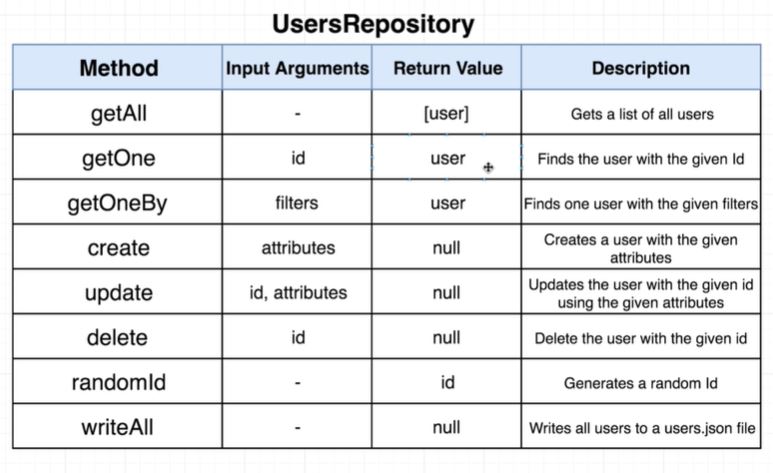 UsersRepository
Method Input Arguments Return Value Description
getAll - [user] Gets a list of all users
getOne id user Finds the user with the given Id
getOneBy filters user Finds one user with the given filters
create attributes null Creates a user with the given
attributes
update id, attributes null Updates the user with the given id
using the given attributes
delete id null Delete the user with the given id
randomId - id Generates a random Id
writeAll - null Writes all users to a users.json file